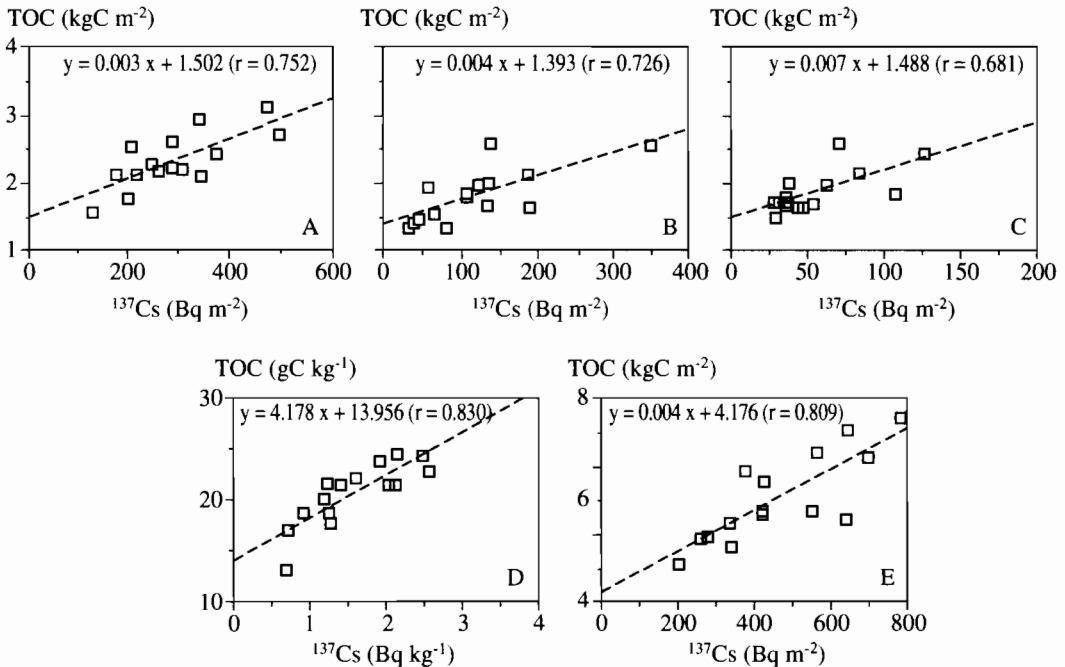 TOC (kgC m⁻²) TOC (kgC m⁻²) TOC (kgC m⁻²)
4
3
2
1
y = 0.003 x + 1.502 (r = 0.752)
A
0 200 400 600
¹³⁷Cs (Bq m⁻²)
y = 0.004 x + 1.393 (r = 0.726)
B
0 100 200 300 400
¹³⁷Cs (Bq m⁻²)
y = 0.007 x + 1.488 (r = 0.681)
C
0 50 100 150 200
¹³⁷Cs (Bq m⁻²)
TOC (gC kg⁻¹)
30
20
10
y = 4.178 x + 13.956 (r = 0.830)
D
0 1 2 3 4
¹³⁷Cs (Bq kg⁻¹)
TOC (kgC m⁻²)
8
6
4
y = 0.004 x + 4.176 (r = 0.809)
E
0 200 400 600 800
¹³⁷Cs (Bq m⁻²)